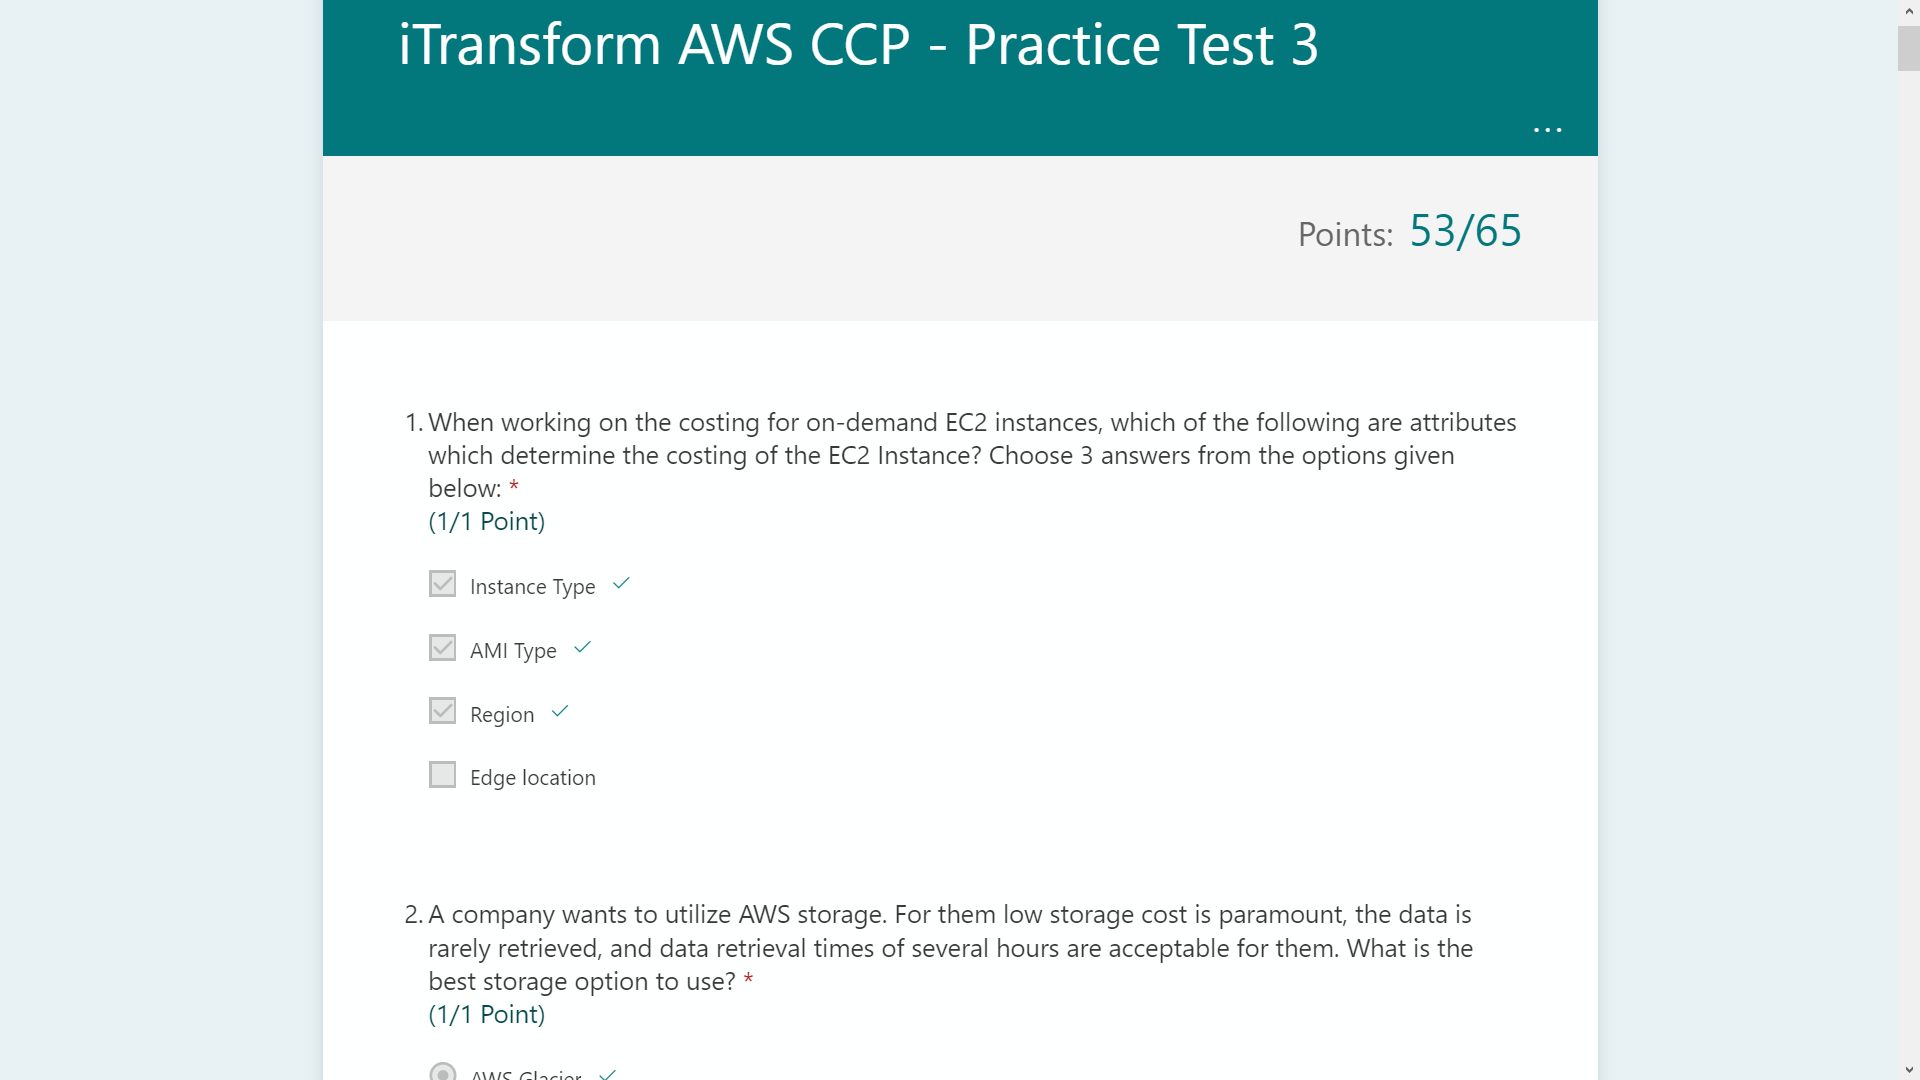 iTransform AWS CCP - Practice Test 3
...
Points: 53/65
1. When working on the costing for on-demand EC2 instances, which of the following are attributes
which determine the costing of the EC2 Instance? Choose 3 answers from the options given
below: *
(1/1 Point)
Instance Type
AMI Type
Region
Edge location
2. A company wants to utilize AWS storage. For them low storage cost is paramount, the data is
rarely retrieved, and data retrieval times of several hours are acceptable for them. What is the
best storage option to use? *
(1/1 Point)
AWS Glacier